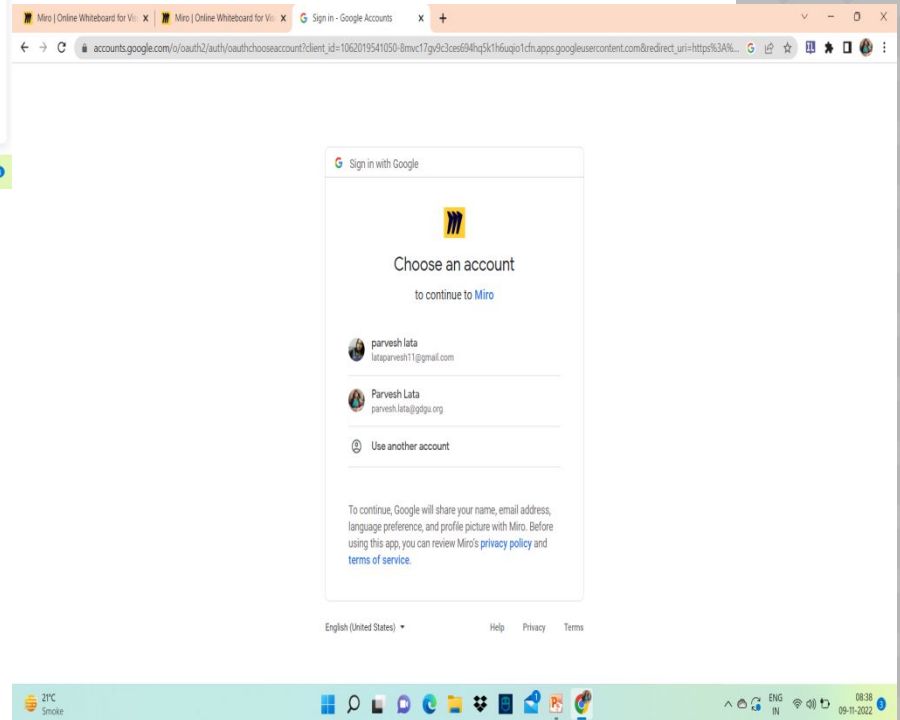 Miro | Online Whiteboard for Vis
Miro | Online Whiteboard for Vis
Sign in - Google Accounts
accounts.google.com/o/oauth2/auth/oauthchooseaccount?client_id=1062019541050-8mvc17gv9c3ces694hq5k1h6uqio1cfn.apps.googleusercontent.com&redirect_uri=https%3A%...
Sign in with Google
Choose an account
to continue to Miro
parvesh lata
lataparvesh11@gmail.com
Parvesh Lata
parvesh.lata@gdgu.org
Use another account
To continue, Google will share your name, email address,
language preference, and profile picture with Miro. Before
using this app, you can review Miro's privacy policy and
terms of service.
English (United States)
Help Privacy Terms
21°C
Smoke
ENG
IN
08:38
09-11-2022
3